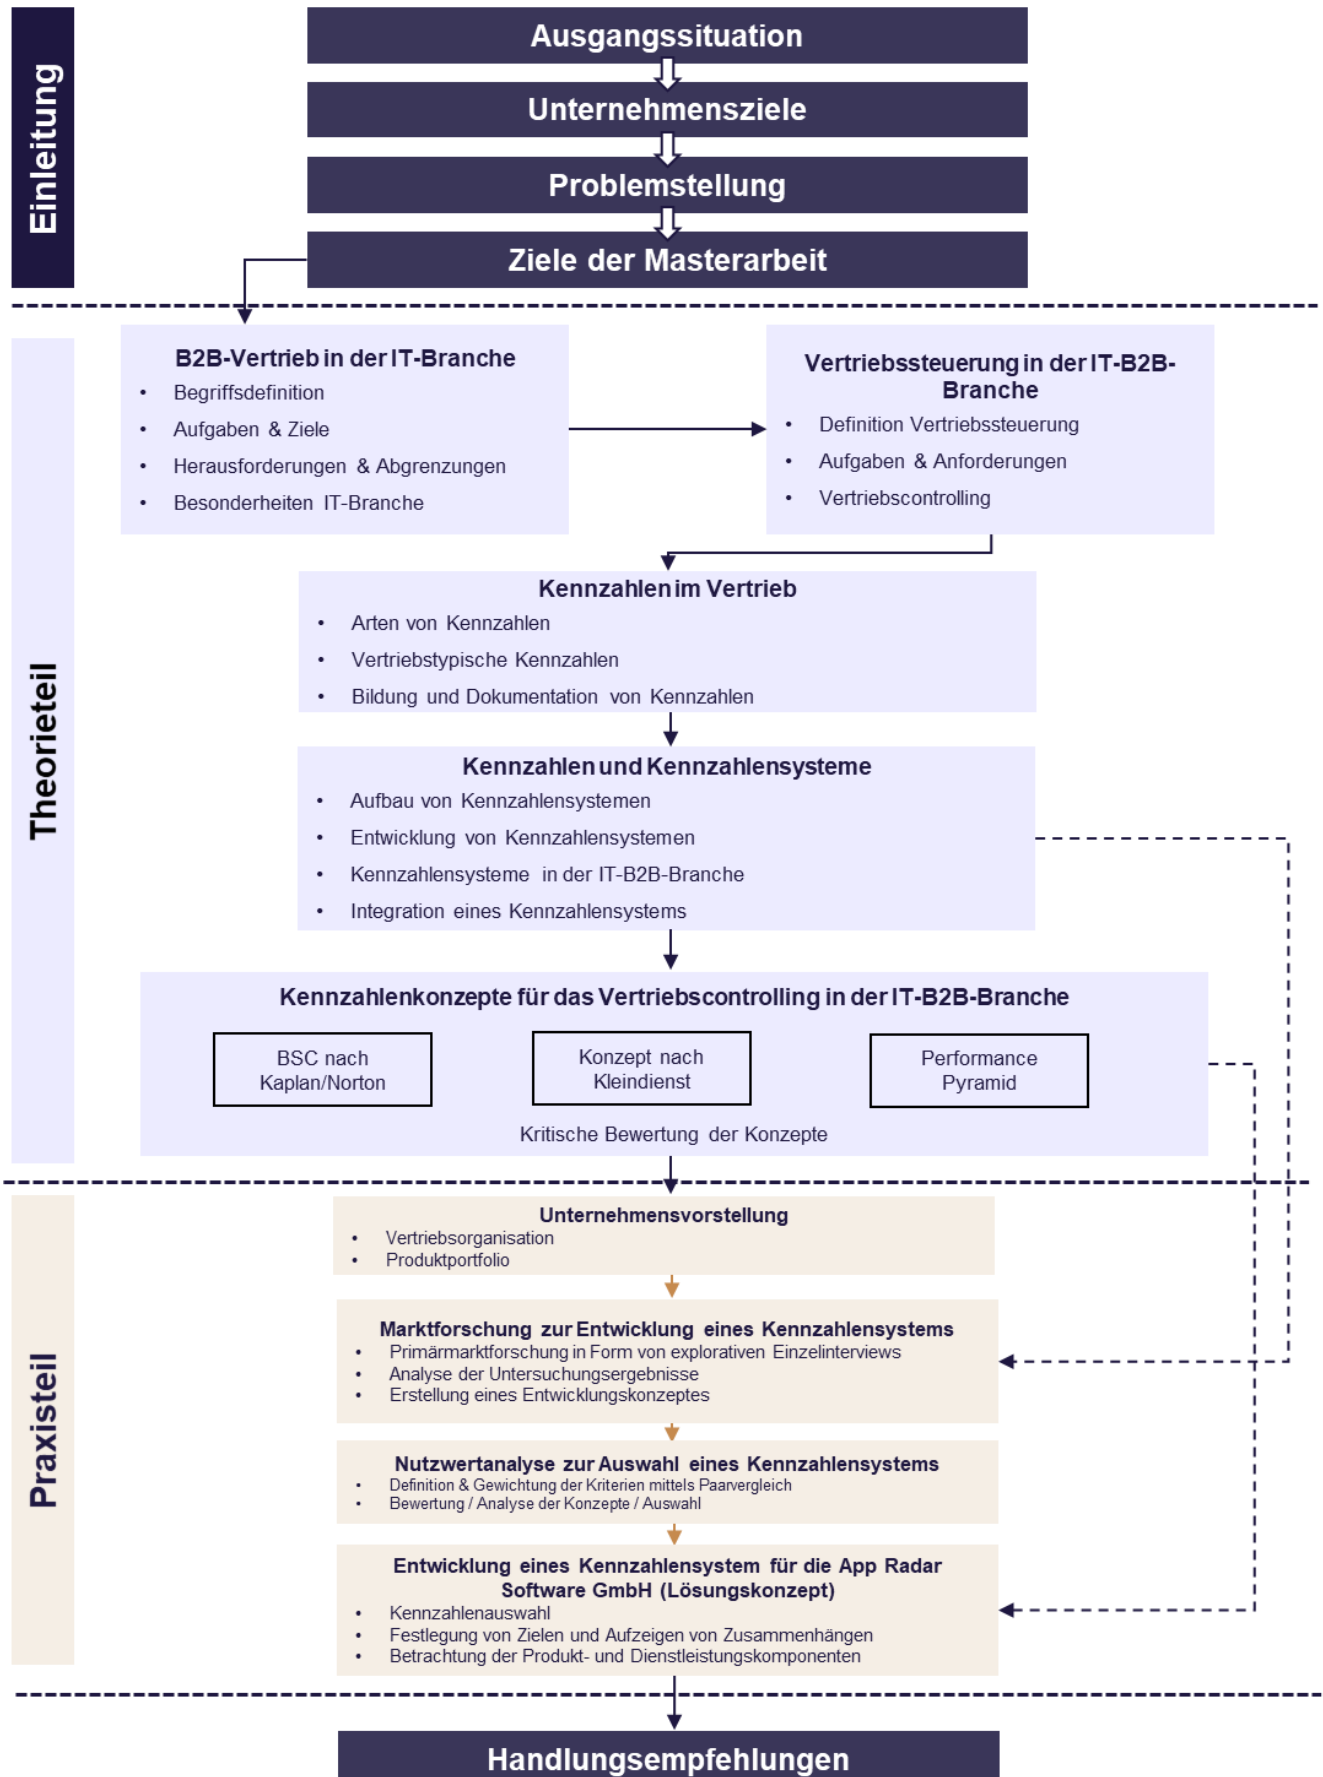 Einleitung
Ausgangssituation
Unternehmensziele
Problemstellung
Ziele der Masterarbeit
Theorieteil
B2B-Vertrieb in der IT-Branche
• Begriffsdefinition
• Aufgaben & Ziele
• Herausforderungen & Abgrenzungen
• Besonderheiten IT-Branche
Vertriebssteuerung in der IT-B2B-
Branche
• Definition Vertriebssteuerung
• Aufgaben & Anforderungen
• Vertriebscontrolling
Kennzahlen im Vertrieb
• Arten von Kennzahlen
• Vertriebstypische Kennzahlen
• Bildung und Dokumentation von Kennzahlen
Kennzahlen und Kennzahlensysteme
• Aufbau von Kennzahlensystemen
• Entwicklung von Kennzahlensystemen
• Kennzahlensysteme in der IT-B2B-Branche
• Integration eines Kennzahlensystems
Kennzahlenkonzepte für das Vertriebscontrolling in der IT-B2B-Branche
BSC nach
Kaplan/Norton
Konzept nach
Kleindienst
Performance
Pyramid
Kritische Bewertung der Konzepte
Praxisteil
Unternehmensvorstellung
• Vertriebsorganisation
• Produktportfolio
Marktforschung zur Entwicklung eines Kennzahlensystems
• Primärmarktforschung in Form von explorativen Einzelinterviews
• Analyse der Untersuchungsergebnisse
• Erstellung eines Entwicklungskonzeptes
Nutzwertanalyse zur Auswahl eines Kennzahlensystems
• Definition & Gewichtung der Kriterien mittels Paarvergleich
• Bewertung / Analyse der Konzepte / Auswahl
Entwicklung eines Kennzahlensystem für die App Radar
Software GmbH (Lösungskonzept)
• Kennzahlenauswahl
• Festlegung von Zielen und Aufzeigen von Zusammenhängen
• Betrachtung der Produkt- und Dienstleistungskomponenten
Handlungsempfehlungen